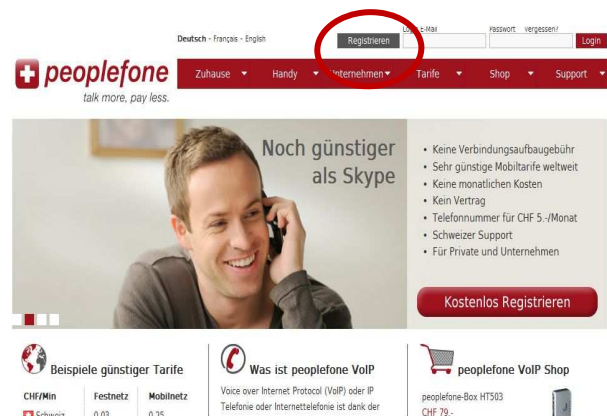 Deutsch - Français - English
Registrieren
Login E-Mail
Passwort vergessen?
Login
peoplefone
talk more, pay less.
Zuhause
Handy
Unternehmen
Tarife
Shop
Support
Noch günstiger
als Skype
• Keine Verbindungsaufbaugebühr
• Sehr günstige Mobiltarife weltweit
• Keine monatlichen Kosten
• Kein Vertrag
• Telefonnummer für CHF 5.-/Monat
• Schweizer Support
• Für Private und Unternehmen
Kostenlos Registrieren
Beispiele günstiger Tarife
CHF/Min Festnetz Mobilnetz
Schweiz 0.03 0.25
Was ist peoplefone VoIP
Voice over Internet Protocol (VoIP) oder IP
Telefonie oder Internettelefonie ist dank der
peoplefone VoIP Shop
peoplefone-Box HT503
CHF 79.-